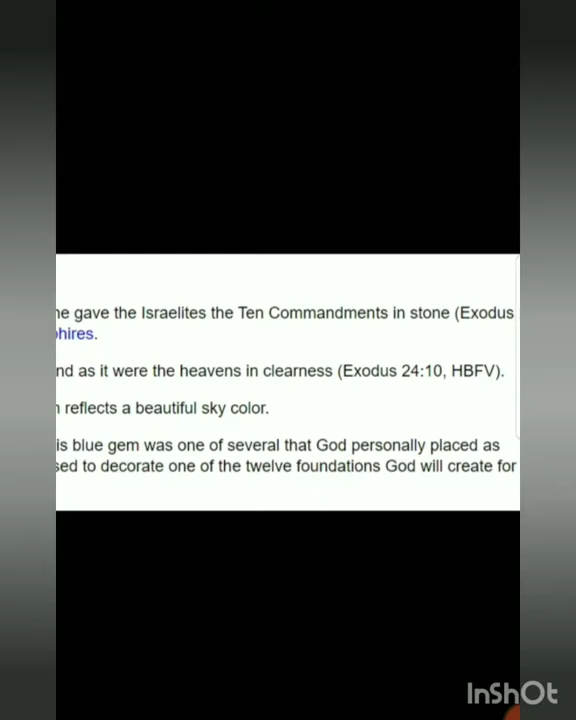 he gave the Israelites the Ten Commandments in stone (Exodus
phires.
nd as it were the heavens in clearness (Exodus 24:10, HBFV).
reflects a beautiful sky color.
is blue gem was one of several that God personally placed as
sed to decorate one of the twelve foundations God will create for
InShOt